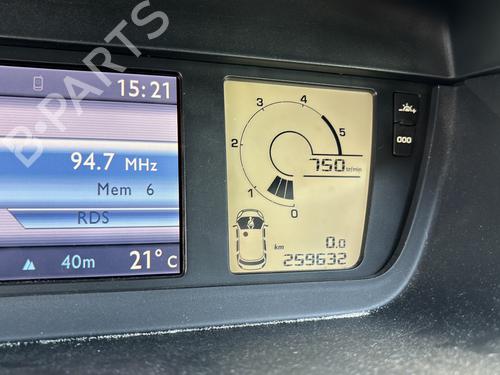 B-PARTS
15:21
94.7 MHz
Mem 6
RDS
40m 21°C
3 4
2 5
750 tr/min
1
0
km 0.0
259632
000